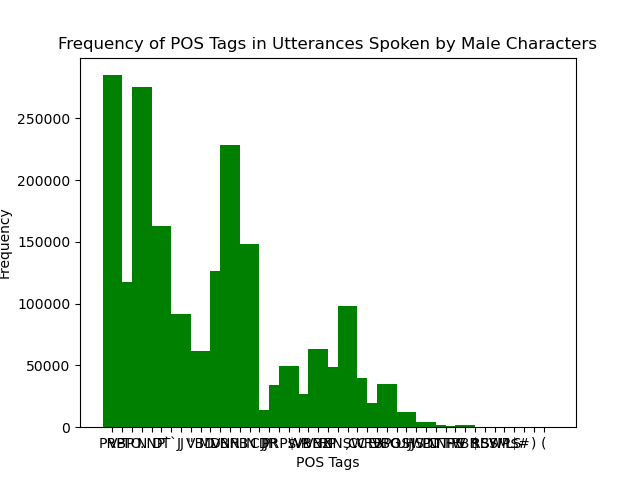 Frequency of POS Tags in Utterances Spoken by Male Characters
250000
200000
150000
100000
50000
0
Frequency
POS Tags